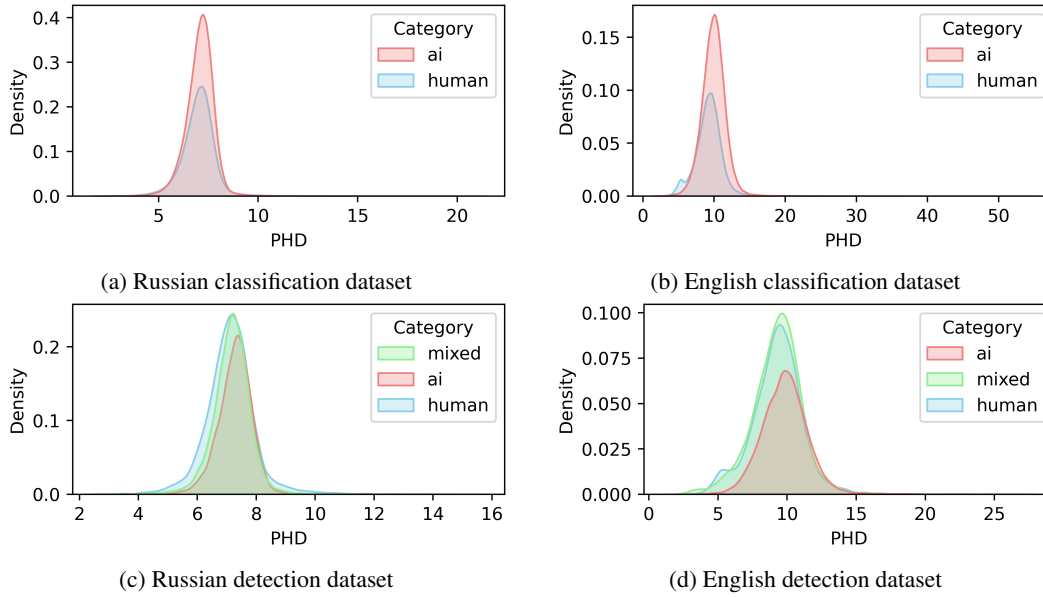 0.4
0.3
0.2
0.1
0.0
Density
5
10
15
20
PHD
Category
ai
human
(a) Russian classification dataset
0.15
0.10
0.05
0.00
Density
0
10
20
30
40
50
PHD
Category
ai
human
(b) English classification dataset
0.2
0.1
0.0
Density
2
4
6
8
10
12
14
16
PHD
Category
mixed
ai
human
(c) Russian detection dataset
0.100
0.075
0.050
0.025
0.000
Density
0
5
10
15
20
25
PHD
Category
ai
mixed
human
(d) English detection dataset